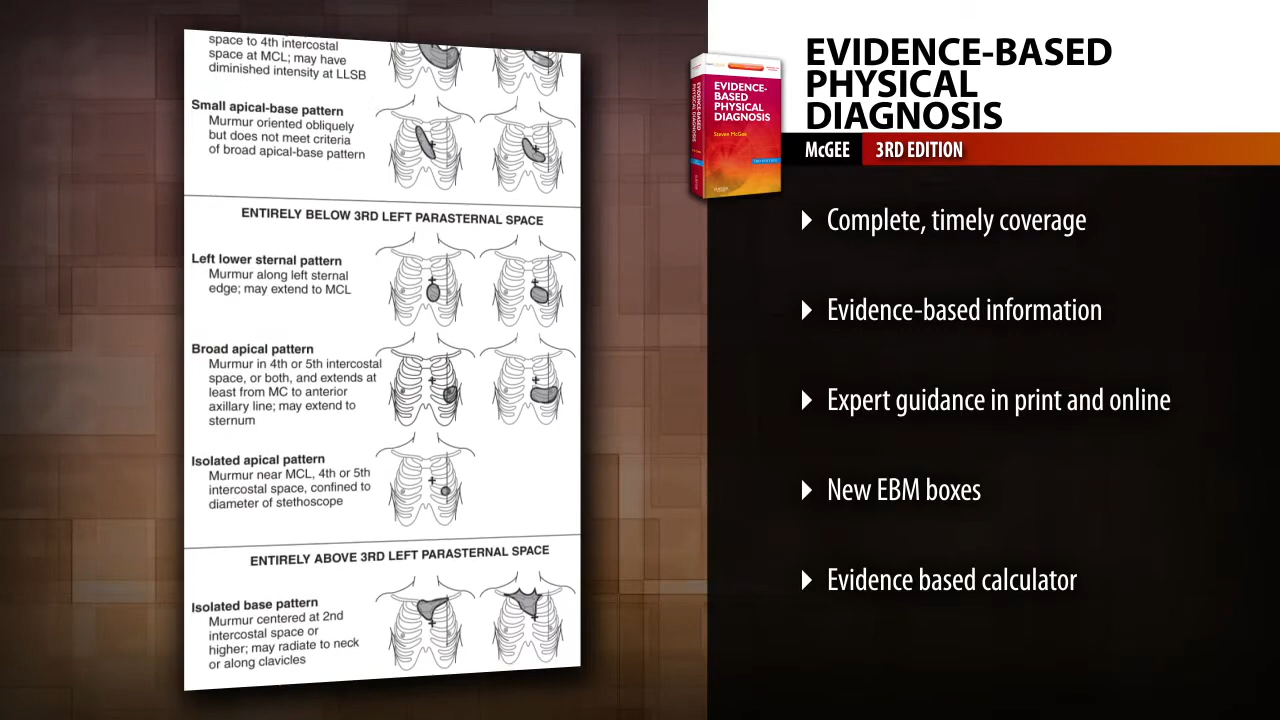 space to 4th intercostal
space at MCL; may have
diminished intensity at LLSB
Small apical-base pattern
Murmur oriented obliquely
but does not meet criteria
of broad apical-base pattern
ENTIRELY BELOW 3RD LEFT PARASTERNAL SPACE
Left lower sternal pattern
Murmur along left sternal
edge; may extend to MCL
Broad apical pattern
Murmur in 4th or 5th intercostal
space, or both, and extends at
least from MC to anterior
axillary line; may extend to
sternum
Isolated apical pattern
Murmur near MCL, 4th or 5th
intercostal space, confined to
diameter of stethoscope
ENTIRELY ABOVE 3RD LEFT PARASTERNAL SPACE
Isolated base pattern
Murmur centered at 2nd
intercostal space or
higher; may radiate to neck
or along clavicles
EVIDENCE-
BASED
PHYSICAL
DIAGNOSIS
Steven McGee
3RD EDITION
EVIDENCE-BASED
PHYSICAL
DIAGNOSIS
McGEE 3RD EDITION
Complete, timely coverage
Evidence-based information
Expert guidance in print and online
New EBM boxes
Evidence based calculator